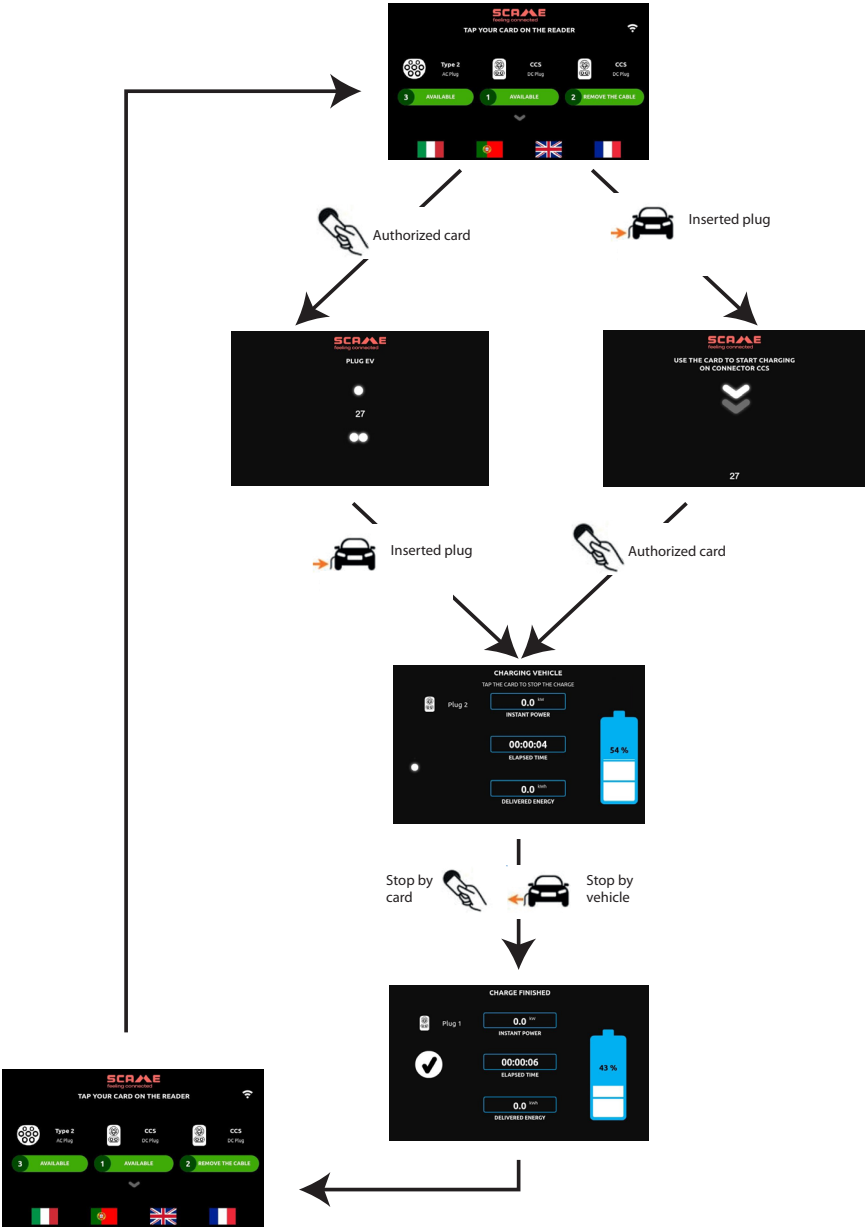 SCAME
feeling connected
TAP YOUR CARD ON THE READER
Type 2
AC Plug
CCS
DC Plug
CCS
DC Plug
3 AVAILABLE
1 AVAILABLE
2 REMOVE THE CABLE
Authorized card
Inserted plug
SCAME
feeling connected
PLUG EV
27
SCAME
feeling connected
USE THE CARD TO START CHARGING
ON CONNECTOR CCS
27
Inserted plug
Authorized card
CHARGING VEHICLE
TAP THE CARD TO STOP THE CHARGE
Plug 2
0.0 kW
INSTANT POWER
00:00:04
ELAPSED TIME
0.0 kWh
DELIVERED ENERGY
54 %
Stop by
card
Stop by
vehicle
CHARGE FINISHED
Plug 1
0.0 kW
INSTANT POWER
00:00:06
ELAPSED TIME
0.0 kWh
DELIVERED ENERGY
43 %
SCAME
feeling connected
TAP YOUR CARD ON THE READER
Type 2
AC Plug
CCS
DC Plug
CCS
DC Plug
3 AVAILABLE
1 AVAILABLE
2 REMOVE THE CABLE